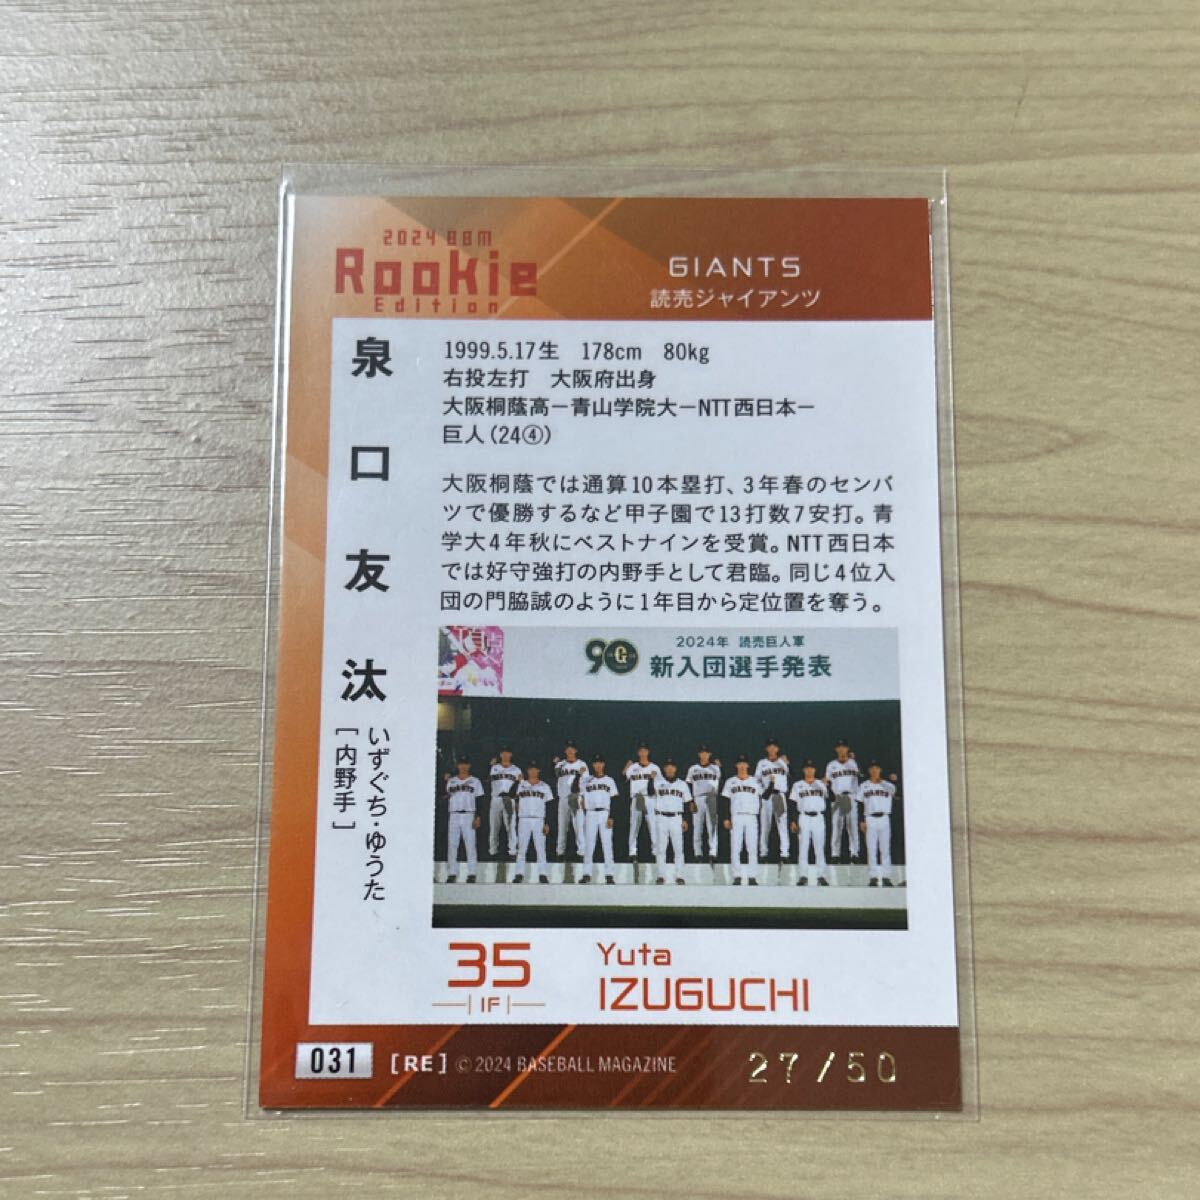 2024 BBM
Rookie
Edition
GIANTS
読売ジャイアンツ
泉口友汰
いずぐち・ゆうた
[内野手]
1999.5.17生 178cm 80kg
右投左打 大阪府出身
大阪桐蔭高ー青山学院大ーNTT西日本ー
巨人(24④)
大阪桐蔭では通算10本塁打、3年春のセンバ
ツで優勝するなど甲子園で13打数7安打。青
学大4年秋にベストナインを受賞。NTT西日本
では好守強打の内野手として君臨。同じ4位入
団の門脇誠のように1年目から定位置を奪う。
頂点
90 G
2024年 読売巨人軍
新入団選手発表
35
IF
Yuta
IZUGUCHI
031
[RE] © 2024 BASEBALL MAGAZINE
27/50